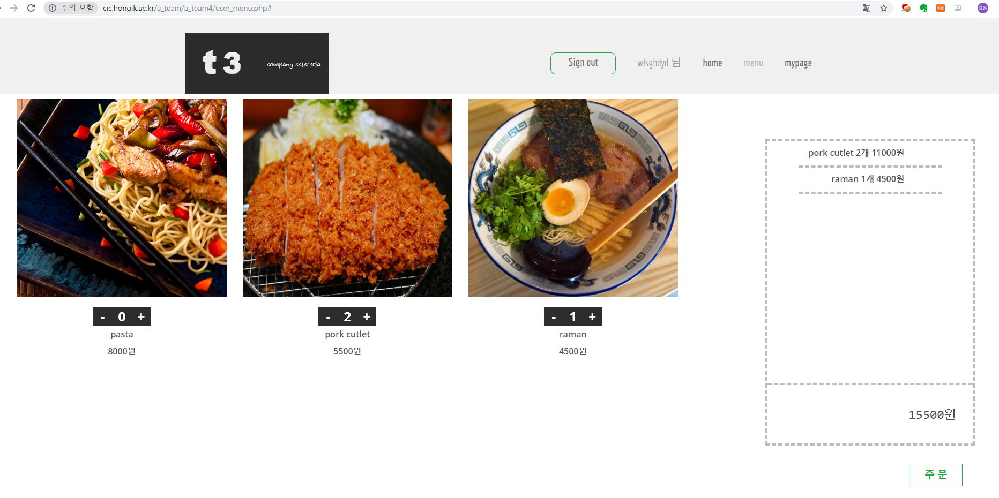 주의 요함 cic.hongik.ac.kr/a_team/a_team4/user_menu.php#
호용
t 3 company cafeteria
Sign out wlsghdyd 님 home menu mypage
pork cutlet 2개 11000원
raman 1개 4500원
- 0 + - 2 + - 1 +
pasta pork cutlet raman
8000원 5500원 4500원
15500원
주 문